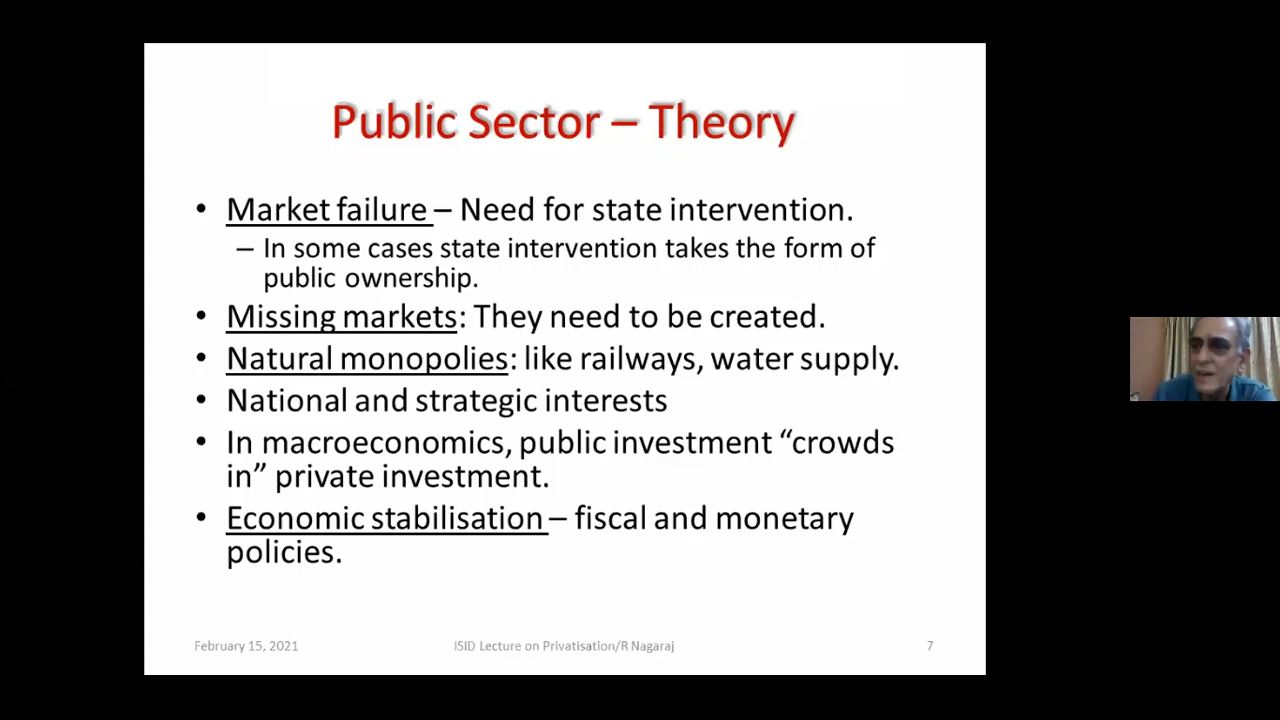 Public Sector – Theory
• Market failure – Need for state intervention.
– In some cases state intervention takes the form of
public ownership.
• Missing markets: They need to be created.
• Natural monopolies: like railways, water supply.
• National and strategic interests
• In macroeconomics, public investment “crowds
in” private investment.
• Economic stabilisation – fiscal and monetary
policies.
February 15, 2021
ISID Lecture on Privatisation/R Nagaraj
7